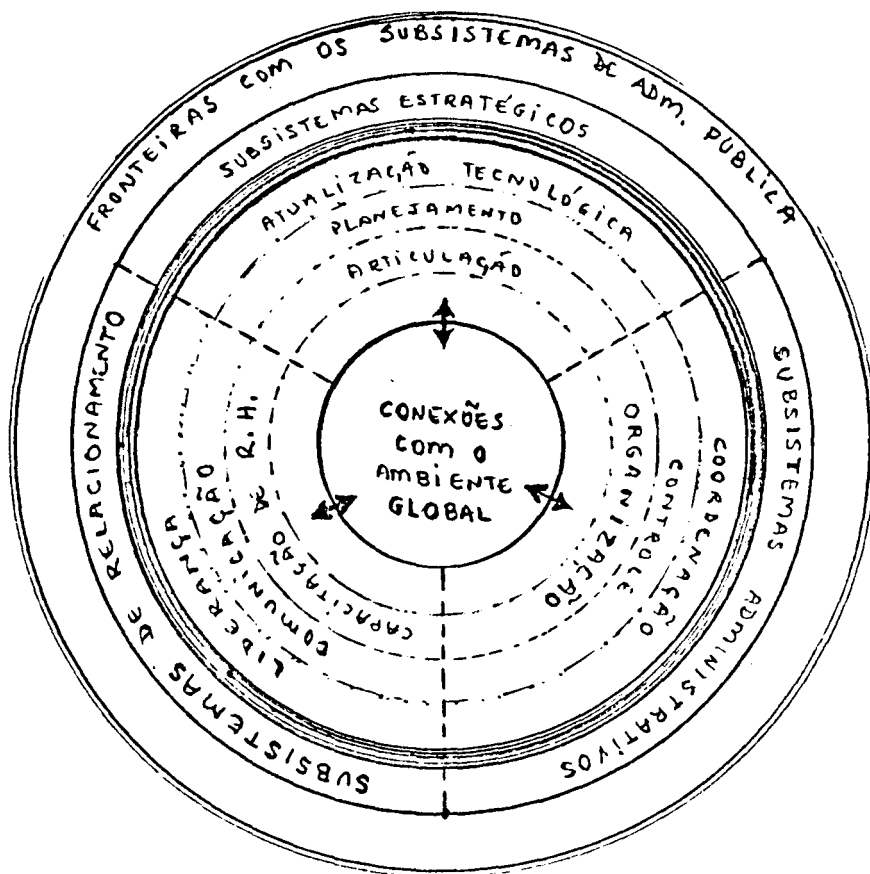 FRONTEIRAS COM OS SUBSISTEMAS DE ADM. PÚBLICA
SUBSISTEMAS ESTRATÉGICOS
ATUALIZAÇÃO TECNOLÓGICA
PLANEJAMENTO
ARTICULAÇÃO
CONEXÕES
COM O
AMBIENTE
GLOBAL
ORGANIZAÇÃO
CONTROLE
COORDENAÇÃO
SUBSISTEMAS ADMINISTRATIVOS
CAPACITAÇÃO DE R.H.
COMUNICAÇÃO
LIDERANÇA
SUBSISTEMAS DE RELACIONAMENTO